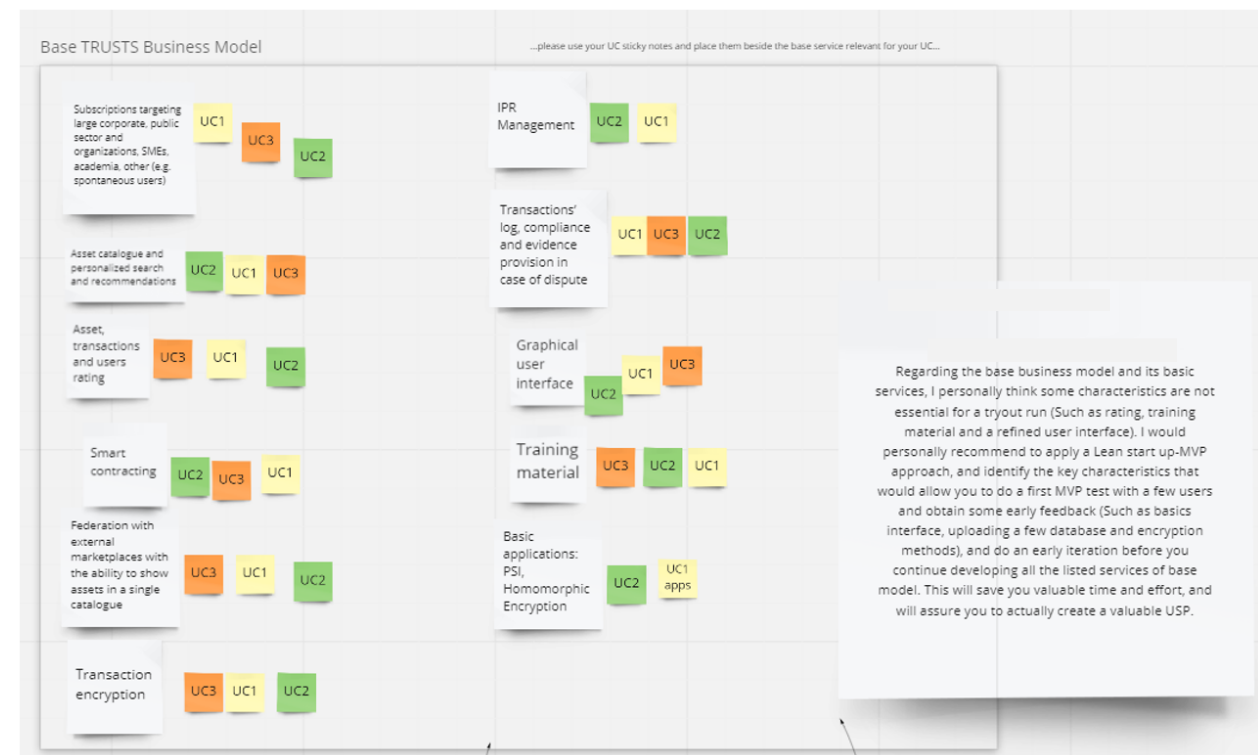 Base TRUSTS Business Model
...please use your UC sticky notes and place them beside the base service relevant for your UC...
Subscriptions targeting
large corporate, public
sector and
organizations, SMEs,
academia, other (e.g.
spontaneous users)
UC1
UC3
UC2
Asset catalogue and
personalized search
and recommendations
UC2
UC1
UC3
Asset,
transactions
and users
rating
UC3
UC1
UC2
Smart
contracting
UC2
UC3
UC1
Federation with
external
marketplaces with
the ability to show
assets in a single
catalogue
UC3
UC1
UC2
Transaction
encryption
UC3
UC1
UC2
IPR
Management
UC2
UC1
Transactions'
log, compliance
and evidence
provision in
case of dispute
UC1
UC3
UC2
Graphical
user
interface
UC2
UC1
UC3
Training
material
UC3
UC2
UC1
Basic
applications:
PSI,
Homomorphic
Encryption
UC2
UC1
apps
Regarding the base business model and its basic
services, I personally think some characteristics are not
essential for a tryout run (Such as rating, training
material and a refined user interface). I would
personally recommend to apply a Lean start up-MVP
approach, and identify the key characteristics that
would allow you to do a first MVP test with a few users
and obtain some early feedback (Such as basics
interface, uploading a few database and encryption
methods), and do an early iteration before you
continue developing all the listed services of base
model. This will save you valuable time and effort, and
will assure you to actually create a valuable USP.